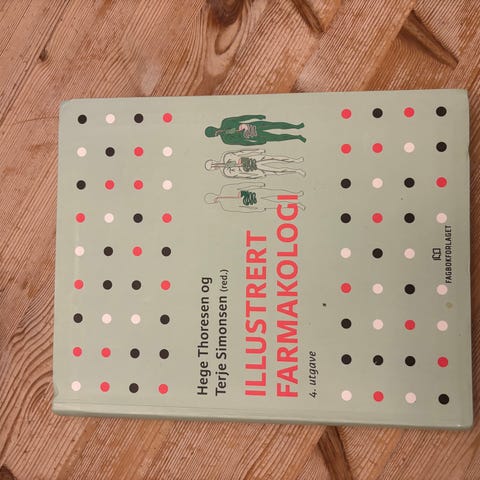 Hege Thoresen og
Terje Simonsen (red.)
ILLUSTRERT
FARMAKOLOGI
4. utgave
FAGBOKFORLAGET